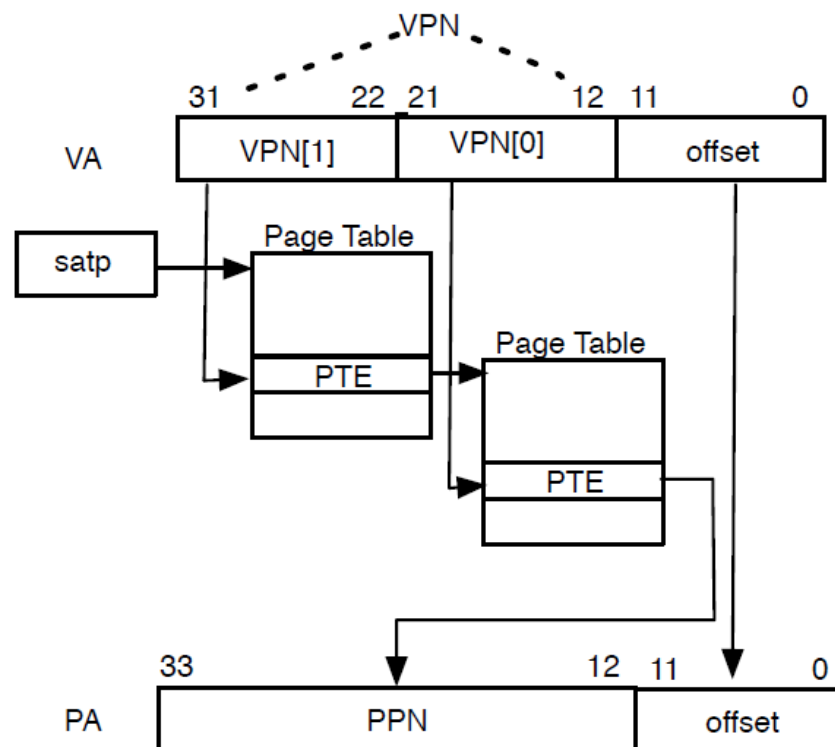 VPN
31 22 21 12 11 0
VA VPN[1] VPN[0] offset
satp
Page Table
PTE
Page Table
PTE
33 12 11 0
PA PPN offset